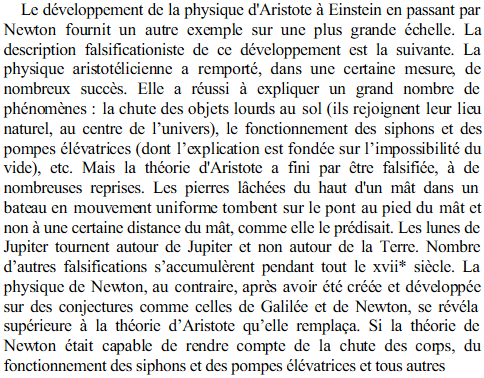 Le développement de la physique d'Aristote à Einstein en passant par
Newton fournit un autre exemple sur une plus grande échelle. La
description falsificationiste de ce développement est la suivante. La
physique aristotélicienne a remporté, dans une certaine mesure, de
nombreux succès. Elle a réussi à expliquer un grand nombre de
phénomènes : la chute des objets lourds au sol (ils rejoignent leur lieu
naturel, au centre de l’univers), le fonctionnement des siphons et des
pompes élévatrices (dont l’explication est fondée sur l’impossibilité du
vide), etc. Mais la théorie d'Aristote a fini par être falsifiée, à de
nombreuses reprises. Les pierres lâchées du haut d'un mât dans un
bateau en mouvement uniforme tombent sur le pont au pied du mât et
non à une certaine distance du mât, comme elle le prédisait. Les lunes de
Jupiter tournent autour de Jupiter et non autour de la Terre. Nombre
d’autres falsifications s’accumulèrent pendant tout le xvii* siècle. La
physique de Newton, au contraire, après avoir été créée et développée
sur des conjectures comme celles de Galilée et de Newton, se révéla
supérieure à la théorie d’Aristote qu’elle remplaça. Si la théorie de
Newton était capable de rendre compte de la chute des corps, du
fonctionnement des siphons et des pompes élévatrices et tous autres